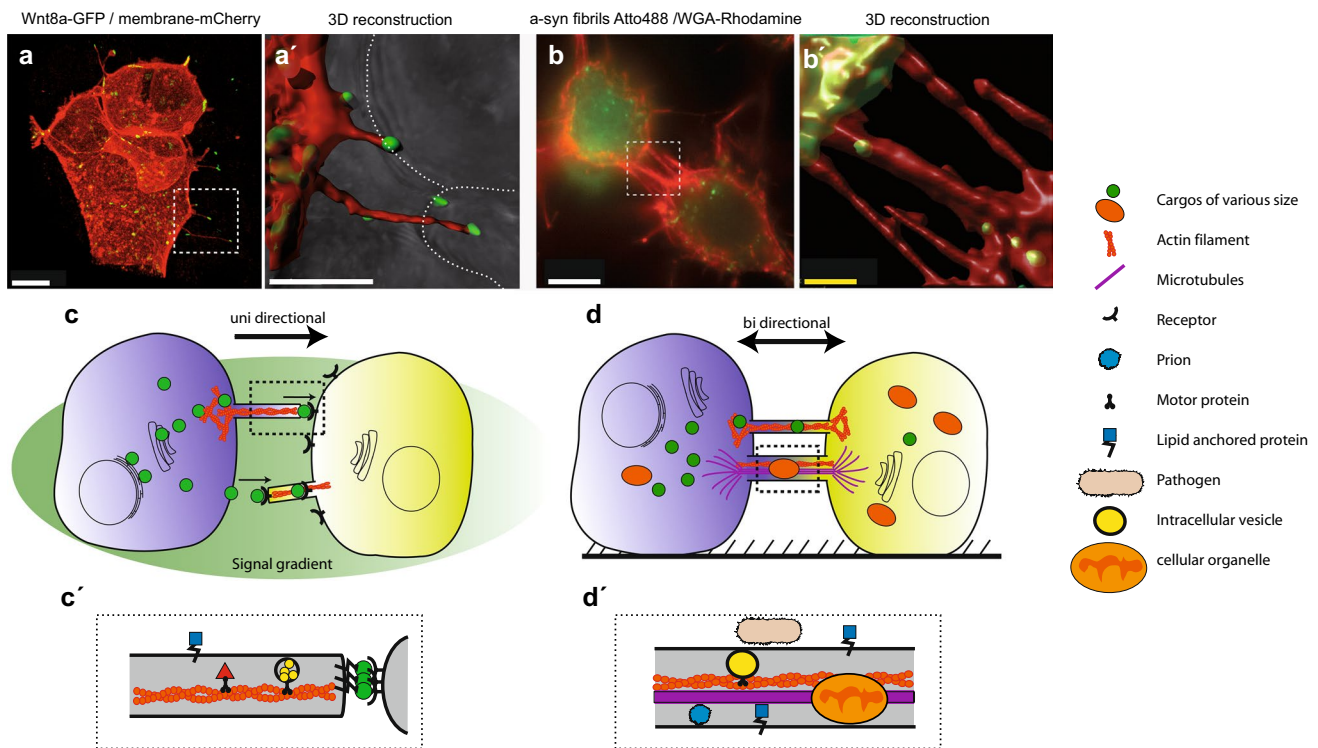 Wnt8a-GFP / membrane-mCherry
3D reconstruction
a-syn fibrils Atto488 /WGA-Rhodamine
3D reconstruction
a
a´
b
b´
c
uni directional
Signal gradient
d
bi directional
c´
d´
Cargos of various size
Actin filament
Microtubules
Receptor
Prion
Motor protein
Lipid anchored protein
Pathogen
Intracellular vesicle
cellular organelle